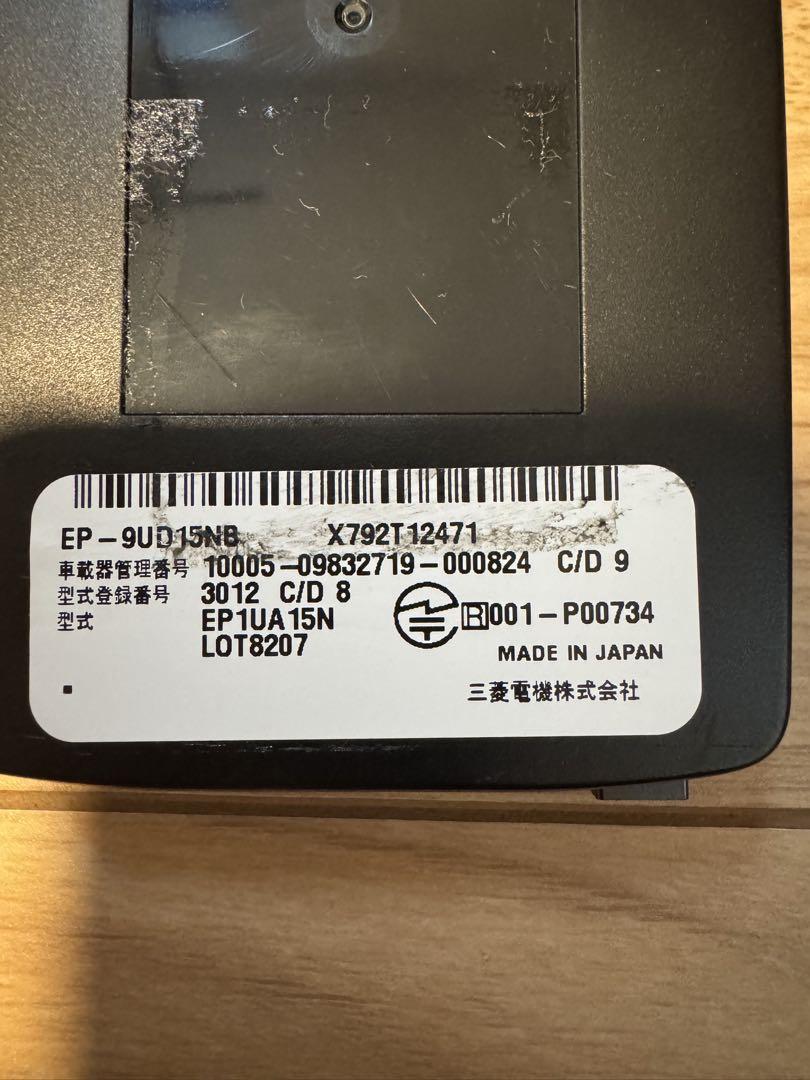 EP-9UD15NB X792T12471
車載器管理番号 10005-09832719-000824 C/D 9
型式登録番号 3012 C/D 8
型式 EP1UA15N R001-P00734
LOT8207
MADE IN JAPAN
三菱電機株式会社